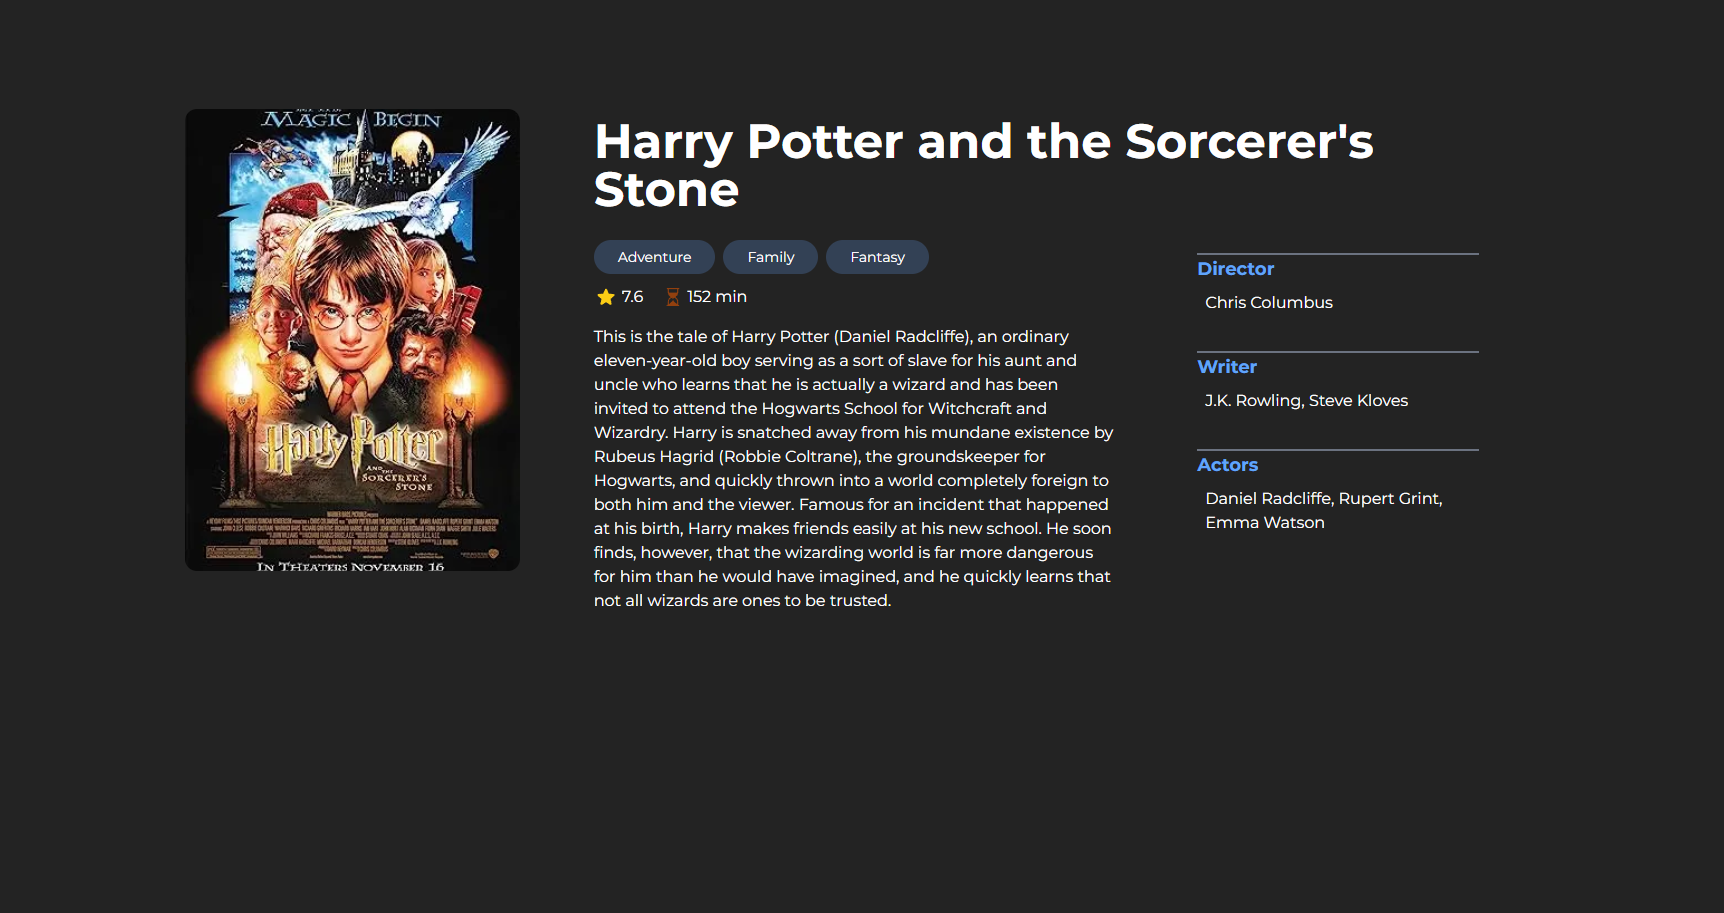 MAGIC BEGIN
Harry Potter
AND THE
SORCERER'S
STONE
IN THEATERS NOVEMBER 16
Harry Potter and the Sorcerer's
Stone
Adventure Family Fantasy
7.6 152 min
This is the tale of Harry Potter (Daniel Radcliffe), an ordinary
eleven-year-old boy serving as a sort of slave for his aunt and
uncle who learns that he is actually a wizard and has been
invited to attend the Hogwarts School for Witchcraft and
Wizardry. Harry is snatched away from his mundane existence by
Rubeus Hagrid (Robbie Coltrane), the groundskeeper for
Hogwarts, and quickly thrown into a world completely foreign to
both him and the viewer. Famous for an incident that happened
at his birth, Harry makes friends easily at his new school. He soon
finds, however, that the wizarding world is far more dangerous
for him than he would have imagined, and he quickly learns that
not all wizards are ones to be trusted.
Director
Chris Columbus
Writer
J.K. Rowling, Steve Kloves
Actors
Daniel Radcliffe, Rupert Grint,
Emma Watson